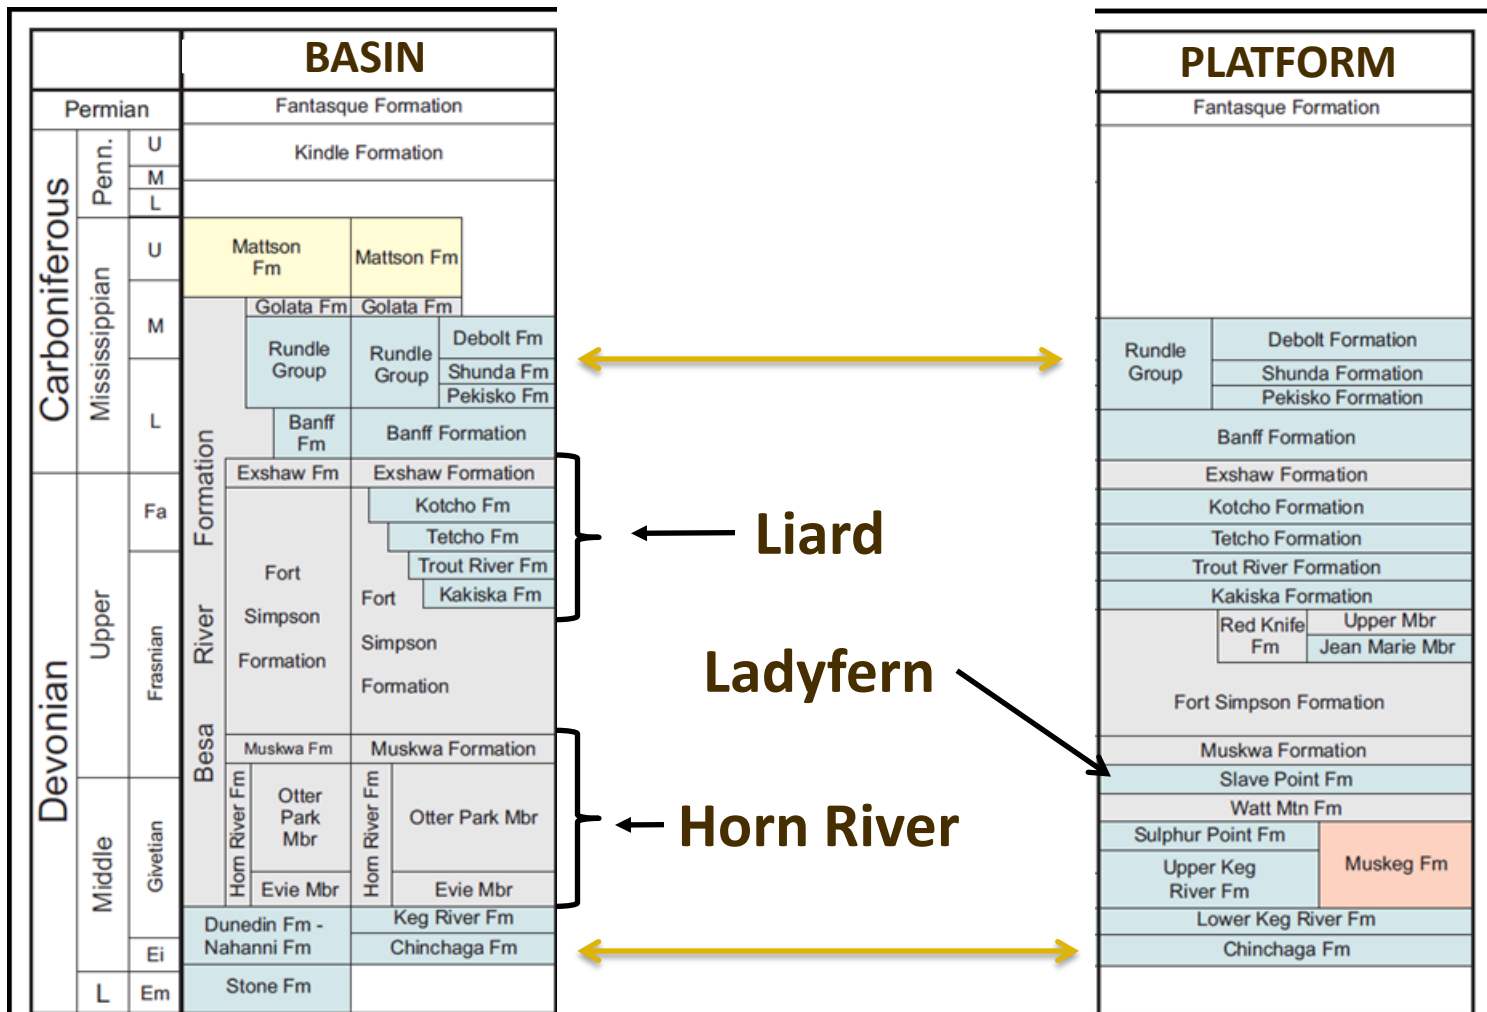 BASIN
PLATFORM
Permian
Fantasque Formation
Fantasque Formation
Carboniferous
Penn.
U
M
L
Kindle Formation
Mississippian
U
M
L
Mattson
Fm
Mattson Fm
Golata Fm
Golata Fm
Rundle
Group
Rundle
Group
Debolt Fm
Shunda Fm
Pekisko Fm
Banff
Fm
Banff Formation
Rundle
Group
Debolt Formation
Shunda Formation
Pekisko Formation
Banff Formation
Devonian
Upper
Fa
Frasnian
Middle
Givetian
Ei
L
Em
Besa River Formation
Exshaw Fm
Exshaw Formation
Fort
Simpson
Formation
Kotcho Fm
Tetcho Fm
Trout River Fm
Kakiska Fm
Fort
Simpson
Formation
Muskwa Fm
Muskwa Formation
Horn River Fm
Otter
Park
Mbr
Evie Mbr
Horn River Fm
Otter Park Mbr
Evie Mbr
Dunedin Fm -
Nahanni Fm
Keg River Fm
Chinchaga Fm
Stone Fm
Liard
Ladyfern
Horn River
Exshaw Formation
Kotcho Formation
Tetcho Formation
Trout River Formation
Kakiska Formation
Red Knife
Fm
Upper Mbr
Jean Marie Mbr
Fort Simpson Formation
Muskwa Formation
Slave Point Fm
Watt Mtn Fm
Sulphur Point Fm
Upper Keg
River Fm
Muskeg Fm
Lower Keg River Fm
Chinchaga Fm